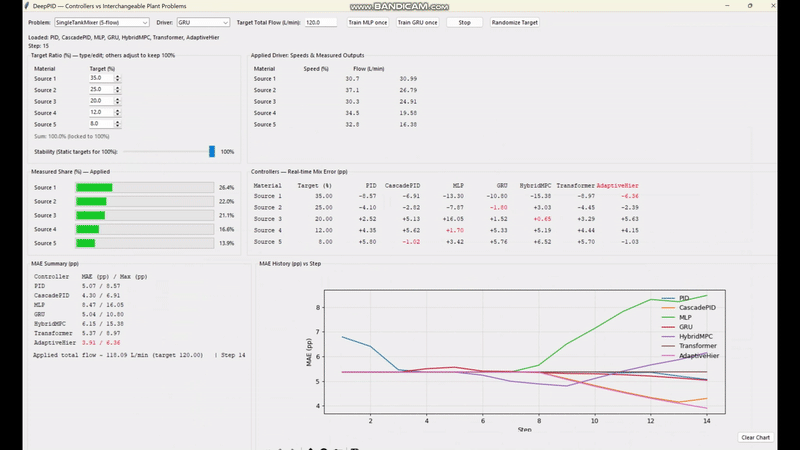 DeepPID — Controllers vs Interchangeable Plant Problems
www.BANDICAM.com
Problem: SingleTankMixer (5-flow) Driver: GRU Target Total Flow (L/min): 120.0 Train MLP once Train GRU once Stop Randomize Target
Loaded: PID, CascadePID, MLP, GRU, HybridMPC, Transformer, AdaptiveHier
Step: 15
Target Ratio (%) — type/edit; others adjust to keep 100%
Material Target (%)
Source 1 35.0
Source 2 25.0
Source 3 20.0
Source 4 12.0
Source 5 8.0
Sum: 100.0% (locked to 100%)
Stability (Static targets for 100%): 100%
Applied Driver: Speeds & Measured Outputs
Material Speed (%) Flow (L/min)
Source 1 30.7 30.99
Source 2 37.1 26.79
Source 3 30.3 24.91
Source 4 34.5 19.58
Source 5 32.8 16.38
Measured Share (%) — Applied
Source 1 26.4%
Source 2 22.0%
Source 3 21.1%
Source 4 16.6%
Source 5 13.9%
Controllers — Real-time Mix Error (pp)
Material Target (%) PID CascadePID MLP GRU HybridMPC Transformer AdaptiveHier
Source 1 35.00 -8.57 -6.91 -13.30 -10.80 -15.38 -8.97 -6.36
Source 2 25.00 -4.10 -2.82 -7.87 -1.80 +3.03 -4.45 -2.39
Source 3 20.00 +2.52 +5.13 +16.05 +1.52 +0.65 +3.29 +5.63
Source 4 12.00 +4.35 +5.62 +1.70 +5.33 +5.19 +4.44 +4.15
Source 5 8.00 +5.80 -1.02 +3.42 +5.76 +6.52 +5.70 -1.03
MAE Summary (pp)
Controller MAE (pp) / Max (pp)
PID 5.07 / 8.57
CascadePID 4.30 / 6.91
MLP 8.47 / 16.05
GRU 5.04 / 10.80
HybridMPC 6.15 / 15.38
Transformer 5.37 / 8.97
AdaptiveHier 3.91 / 6.36
Applied total flow ~ 118.09 L/min (target 120.00) | Step 14
MAE History (pp) vs Step
MAE (pp)
8
7
6
5
4
2 4 6 8 10 12 14
Step
PID
CascadePID
MLP
GRU
HybridMPC
Transformer
AdaptiveHier
Clear Chart